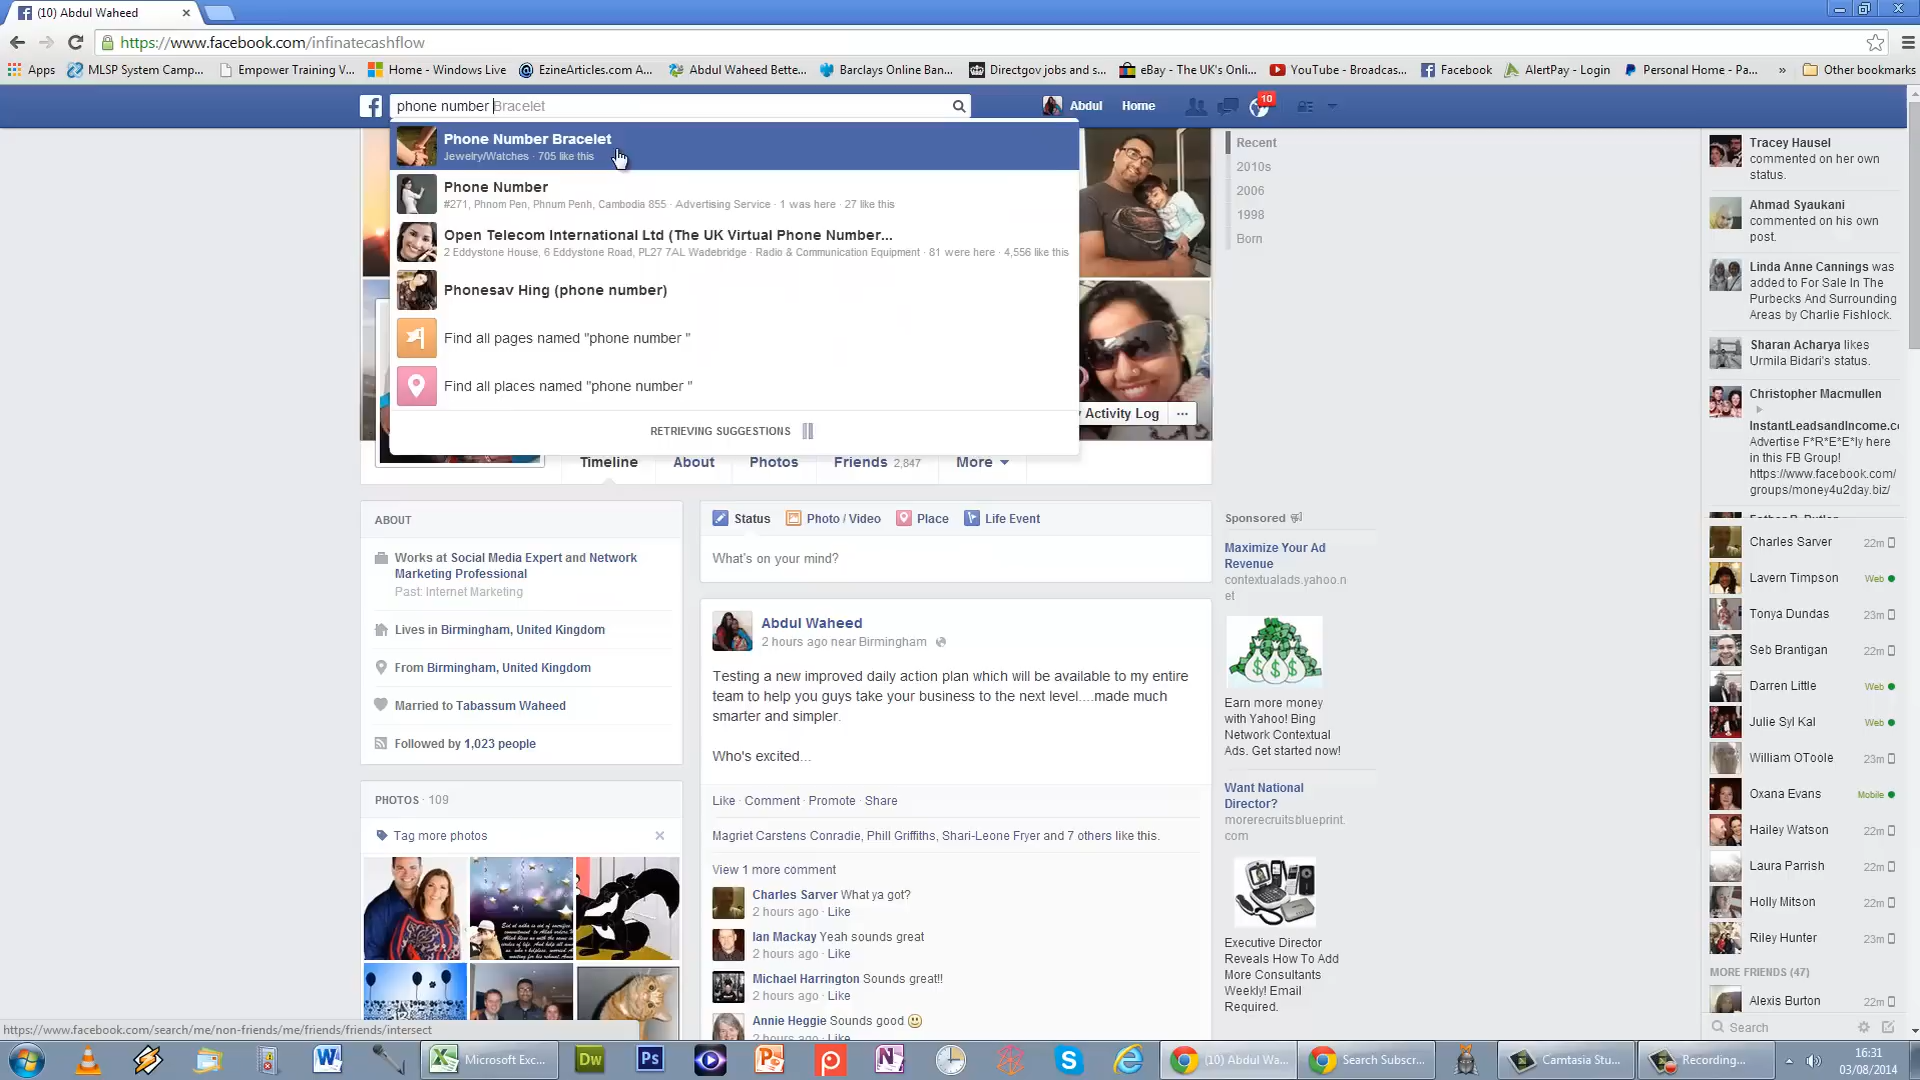 (10) Abdul Waheed
https://www.facebook.com/infinatecashflow
Apps
MLSP System Camp...
Empower Training V...
Home - Windows Live
EzineArticles.com A...
Abdul Waheed Bette...
Barclays Online Ban...
Directgov jobs and s...
eBay - The UK's Onli...
YouTube - Broadcas...
Facebook
AlertPay - Login
Personal Home - Pa...
»
Other bookmarks
phone number Bracelet
Abdul
Home
10
Phone Number Bracelet
Jewelry/Watches · 705 like this
Phone Number
#271, Phnom Pen, Phnum Penh, Cambodia 855 · Advertising Service · 1 was here · 27 like this
Open Telecom International Ltd (The UK Virtual Phone Number...
2 Eddystone House, 6 Eddystone Road, PL27 7AL Wadebridge · Radio & Communication Equipment · 81 were here · 4,556 like this
Phonesav Hing (phone number)
Find all pages named "phone number "
Find all places named "phone number "
RETRIEVING SUGGESTIONS
Recent
2010s
2006
1998
Born
Activity Log
...
Timeline
About
Photos
Friends 2,847
More
ABOUT
Works at Social Media Expert and Network
Marketing Professional
Past: Internet Marketing
Lives in Birmingham, United Kingdom
From Birmingham, United Kingdom
Married to Tabassum Waheed
Followed by 1,023 people
PHOTOS · 109
Tag more photos
Status
Photo / Video
Place
Life Event
What's on your mind?
Abdul Waheed
2 hours ago near Birmingham
Testing a new improved daily action plan which will be available to my entire
team to help you guys take your business to the next level....made much
smarter and simpler.
Who's excited...
Like · Comment · Promote · Share
Magriet Carstens Conradie, Phill Griffiths, Shari-Leone Fryer and 7 others like this.
View 1 more comment
Charles Sarver What ya got?
2 hours ago · Like
Ian Mackay Yeah sounds great
2 hours ago · Like
Michael Harrington Sounds great!!
2 hours ago · Like
Annie Heggie Sounds good
2 hours ago · Like
Sponsored
Maximize Your Ad
Revenue
contextualads.yahoo.n
et
Earn more money
with Yahoo! Bing
Network Contextual
Ads. Get started now!
Want National
Director?
morerecruitsblueprint.
com
Executive Director
Reveals How To Add
More Consultants
Weekly! Email
Required.
Tracey Hausel
commented on her own
status.
Ahmad Syaukani
commented on his own
post.
Linda Anne Cannings was
added to For Sale In The
Purbecks And Surrounding
Areas by Charlie Fishlock.
Sharan Acharya likes
Urmila Bidari's status.
Christopher Macmullen
InstantLeadsandIncome.co
Advertise F*R*E*E*ly here
in this FB Group!
https://www.facebook.com/
groups/money4u2day.biz/
Charles Sarver 22m
Lavern Timpson Web
Tonya Dundas 23m
Seb Brantigan 22m
Darren Little Web
Julie Syl Kal Web
William OToole 23m
Oxana Evans Mobile
Hailey Watson 22m
Laura Parrish 22m
Holly Mitson 22m
Riley Hunter 23m
MORE FRIENDS (47)
Alexis Burton 22m
Search
https://www.facebook.com/search/me/non-friends/me/friends/friends/intersect
Microsoft Exc...
(10) Abdul Wa...
Search Subscr...
Camtasia Stu...
Recording...
16:31
03/08/2014